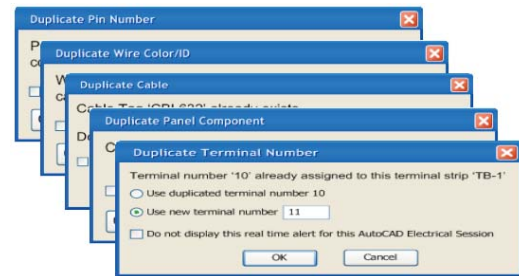 Duplicate Pin Number
Duplicate Wire Color/ID
Duplicate Cable
Duplicate Panel Component
Duplicate Terminal Number
Terminal number '10' already assigned to this terminal strip 'TB-1'
Use duplicated terminal number 10
Use new terminal number 11
Do not display this real time alert for this AutoCAD Electrical Session
OK Cancel